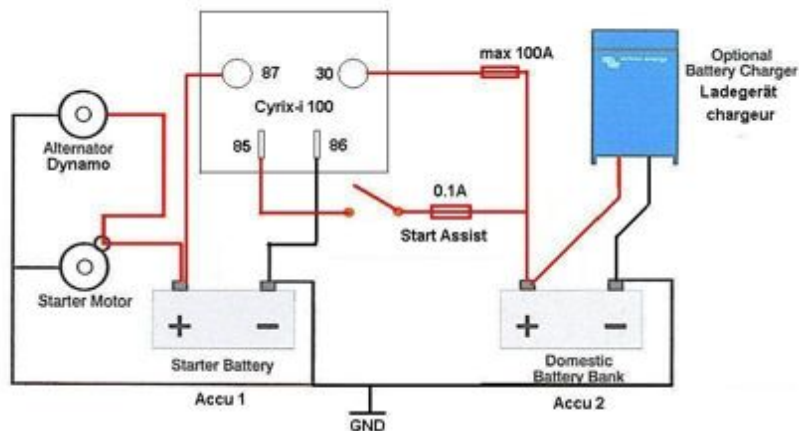 max 100A
Optional
Battery Charger
Ladegerät
chargeur
87
30
Cyrix-i 100
85
86
Alternator
Dynamo
0.1A
Start Assist
Starter Motor
+
−
Starter Battery
+
−
Domestic
Battery Bank
Accu 1
Accu 2
GND